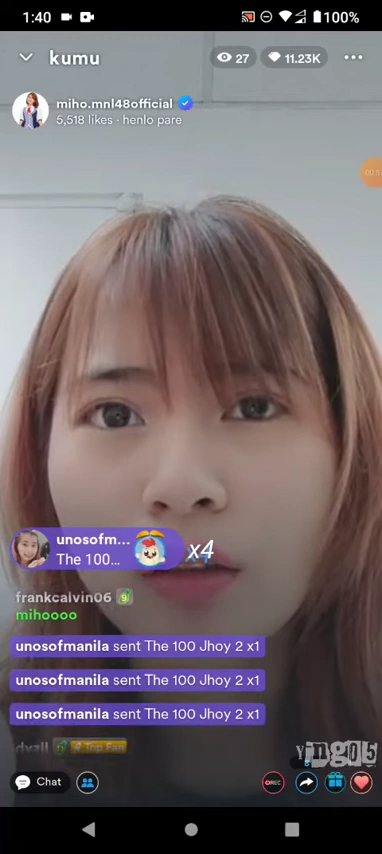 1:40
100%
kumu
27
11.23K
miho.mnl48official
5,518 likes · henlo pare
unosofm...
The 100...
x4
frankcalvin06
mihoooo
unosofmanila sent The 100 Jhoy 2 x1
unosofmanila sent The 100 Jhoy 2 x1
unosofmanila sent The 100 Jhoy 2 x1
Top Fan
Ying05
Chat
REC